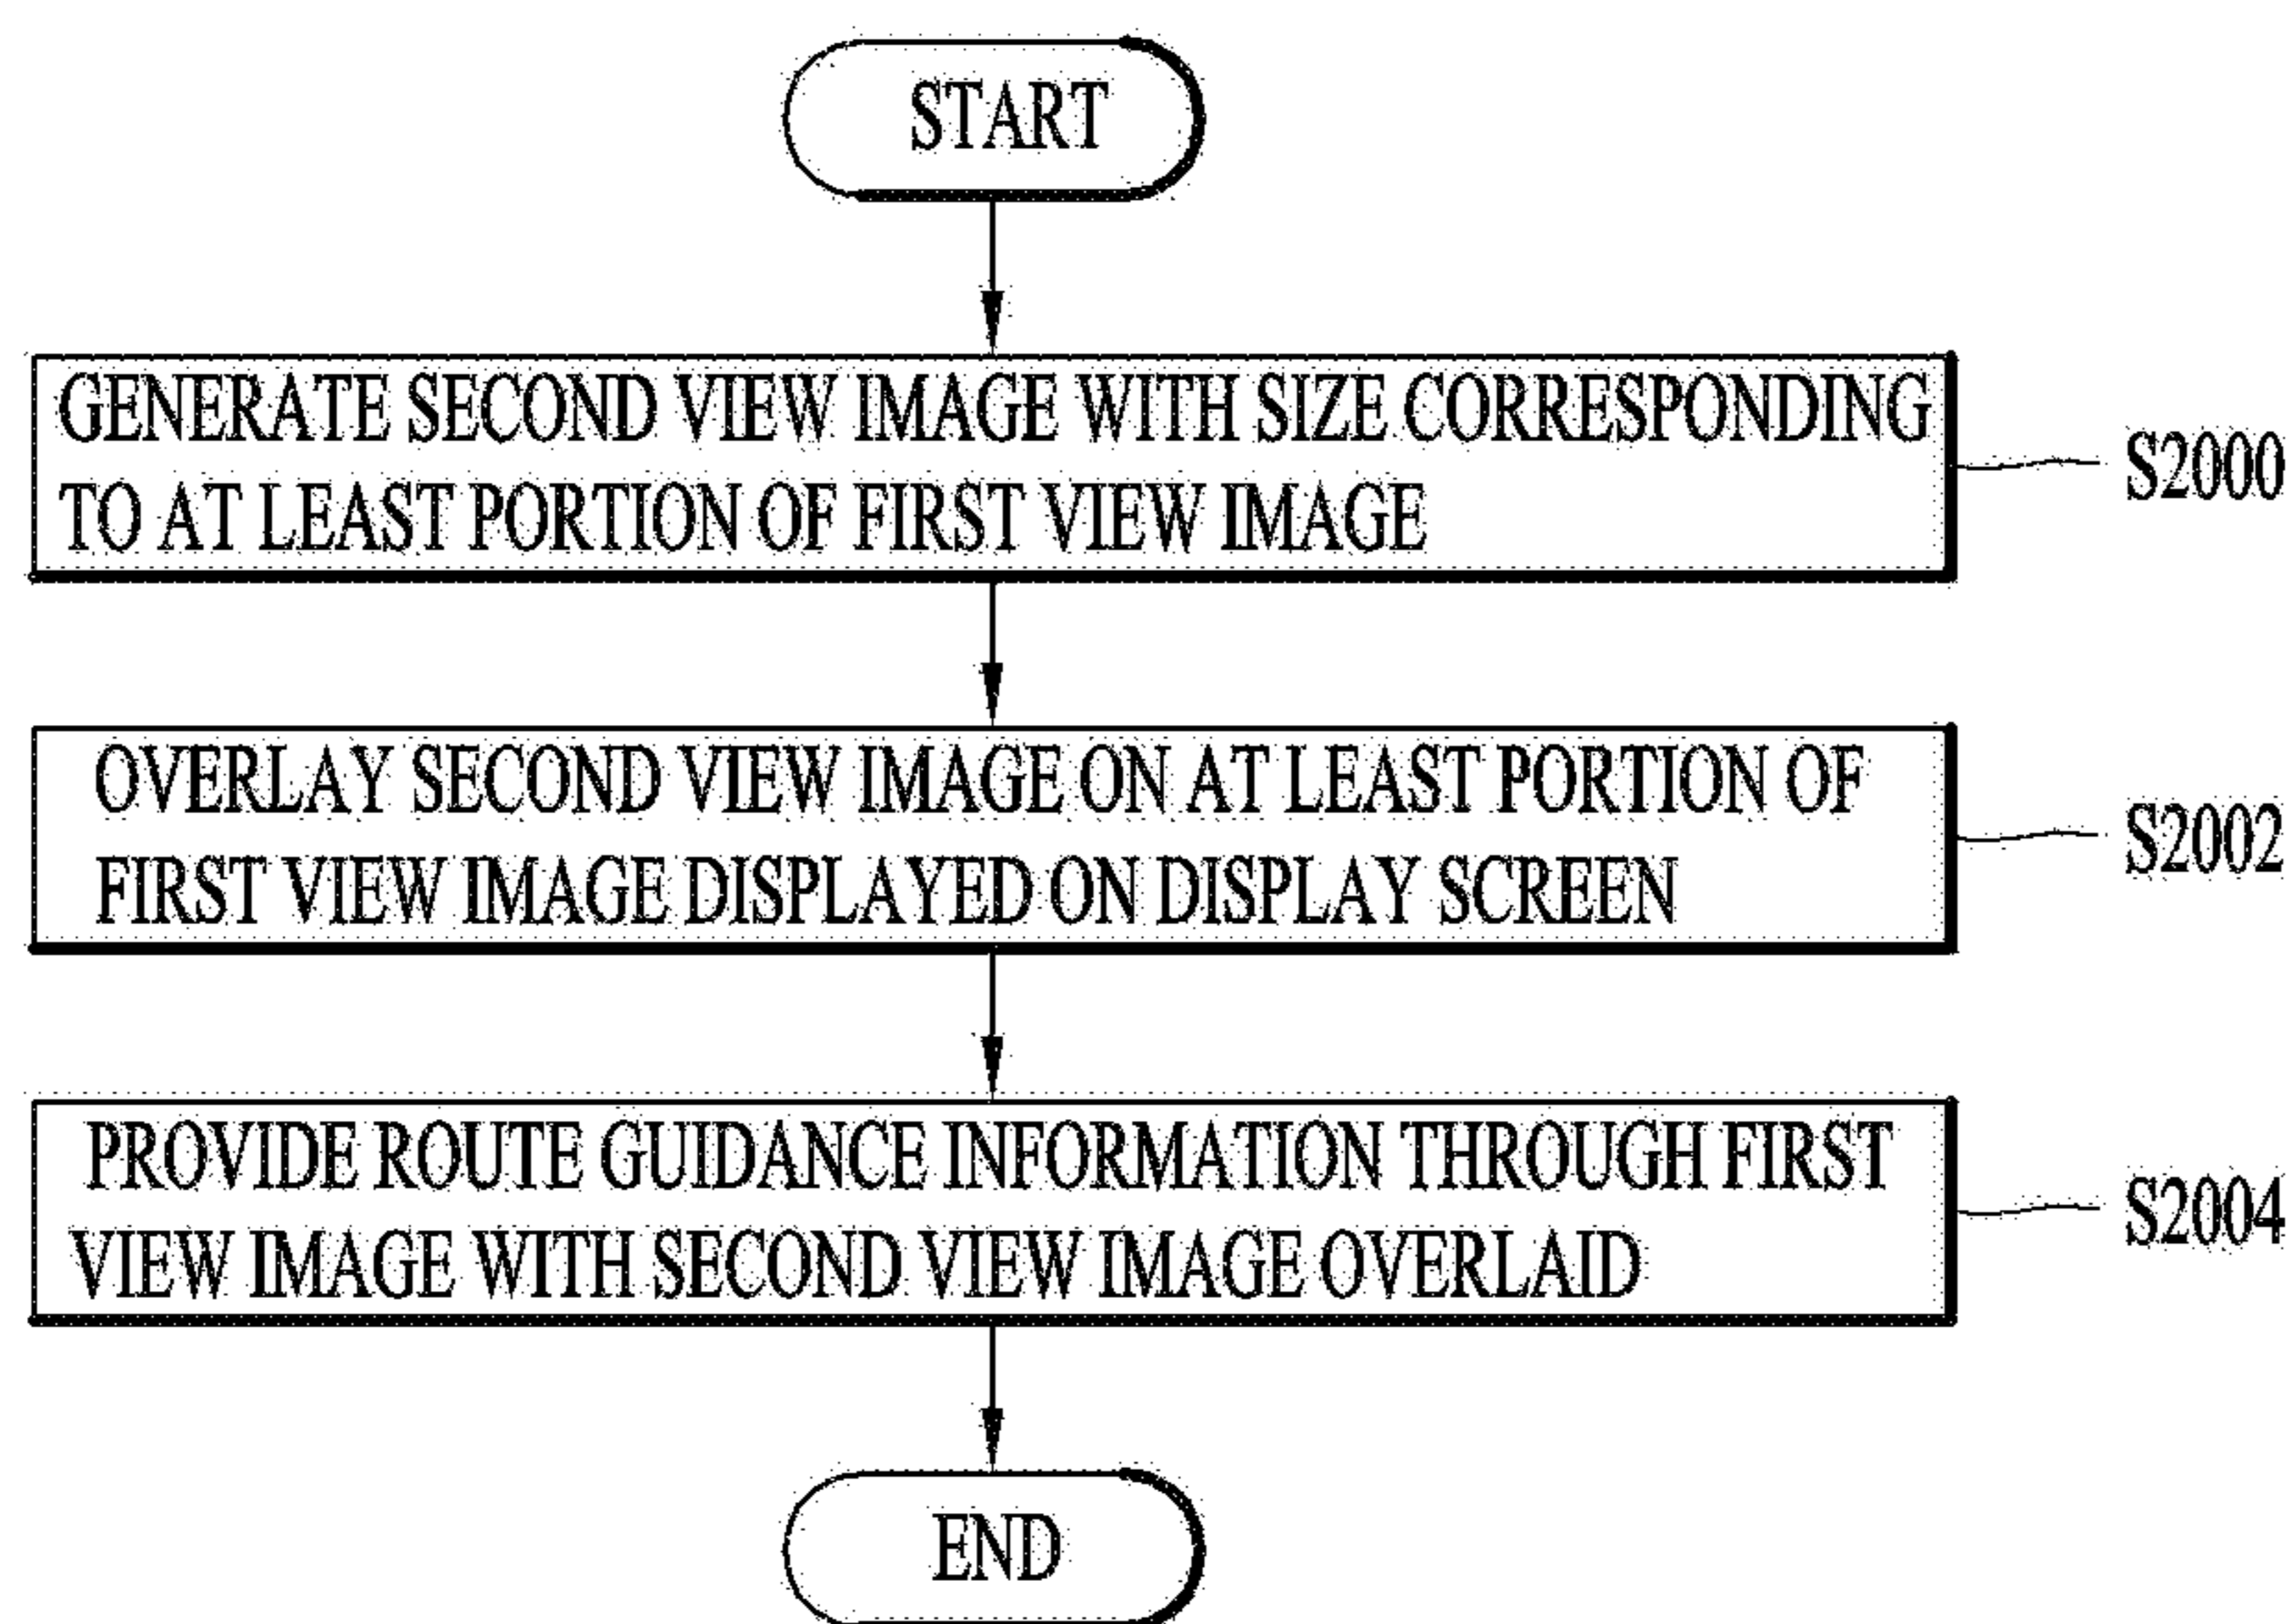 START
GENERATE SECOND VIEW IMAGE WITH SIZE CORRESPONDING
TO AT LEAST PORTION OF FIRST VIEW IMAGE
S2000
OVERLAY SECOND VIEW IMAGE ON AT LEAST PORTION OF
FIRST VIEW IMAGE DISPLAYED ON DISPLAY SCREEN
S2002
PROVIDE ROUTE GUIDANCE INFORMATION THROUGH FIRST
VIEW IMAGE WITH SECOND VIEW IMAGE OVERLAID
S2004
END